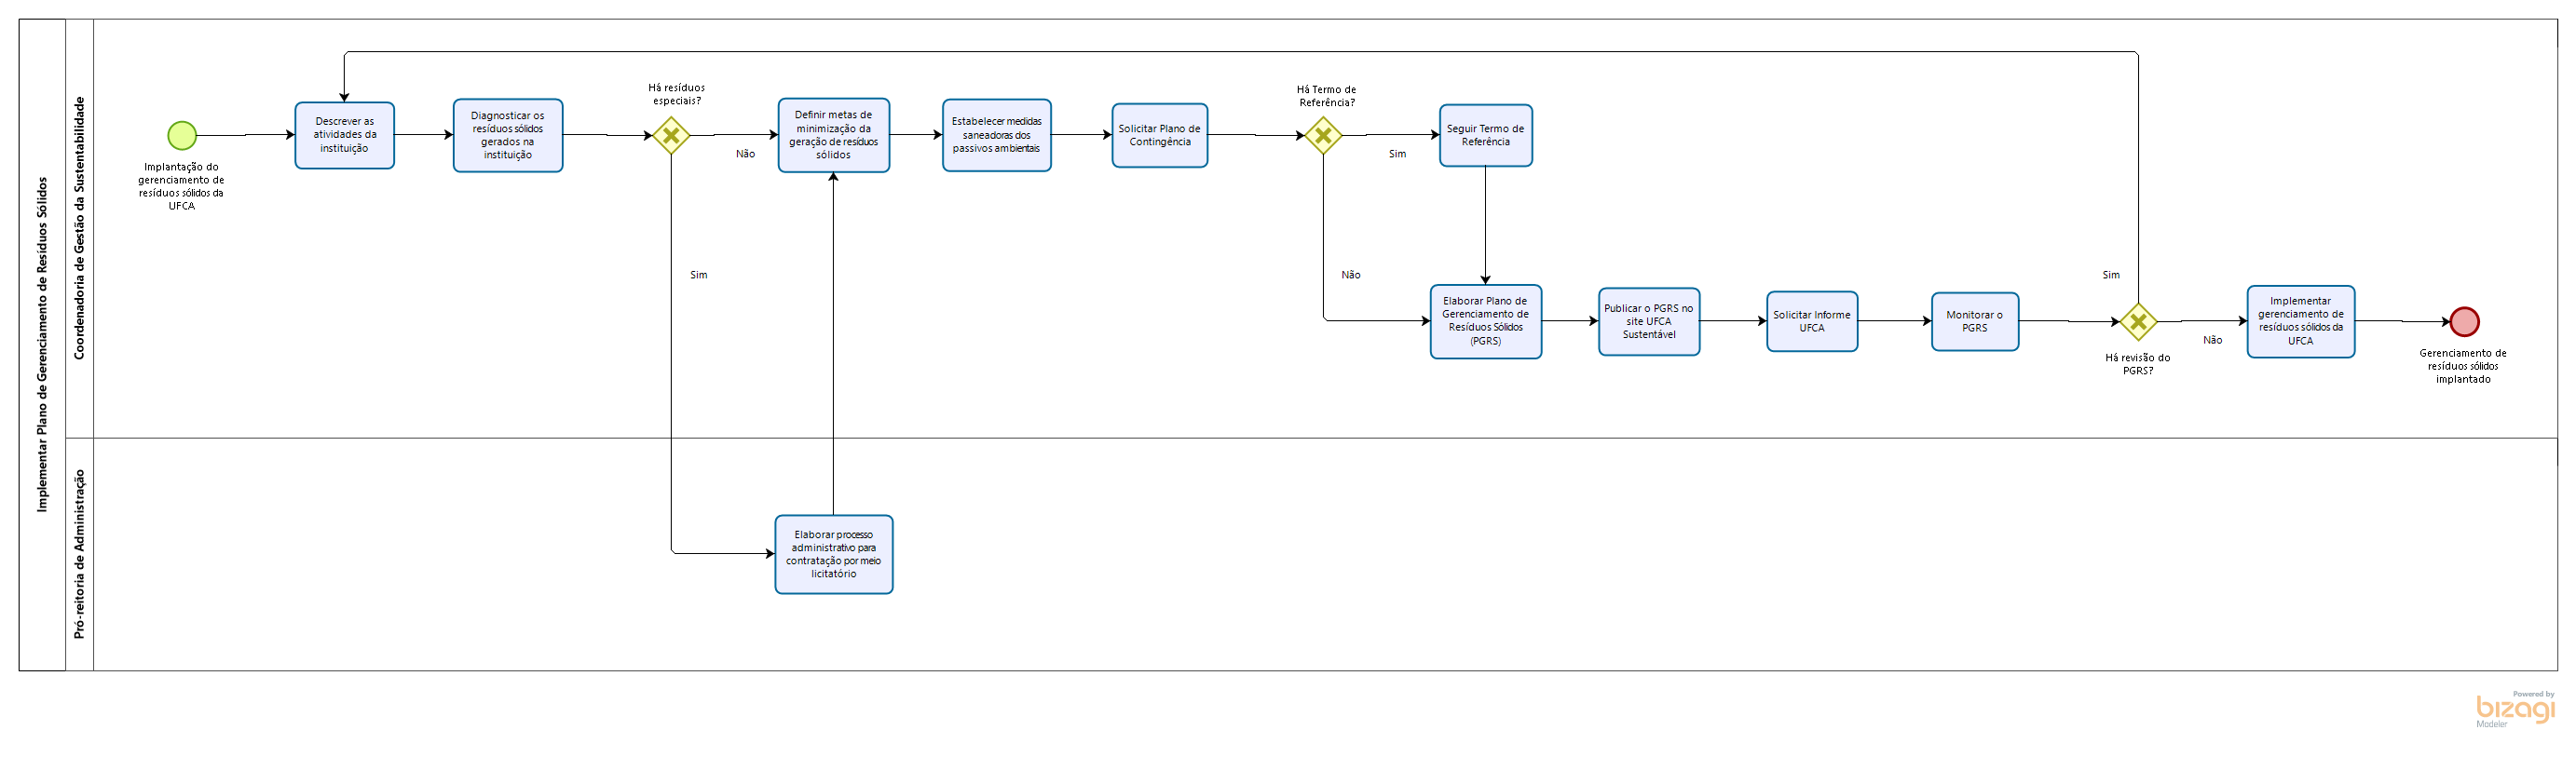 Implementar Plano de Gerenciamento de Resíduos Sólidos
Coordenadoria de Gestão da Sustentabilidade
Implantação do
gerenciamento de
resíduos sólidos da
UFCA
Descrever as
atividades da
instituição
Diagnosticar os
resíduos sólidos
gerados na
instituição
Há resíduos
especiais?
Não
Sim
Definir metas de
minimização da
geração de resíduos
sólidos
Estabelecer medidas
saneadoras dos
passivos ambientais
Solicitar Plano de
Contingência
Há Termo de
Referência?
Sim
Não
Seguir Termo de
Referência
Elaborar Plano de
Gerenciamento de
Resíduos Sólidos
(PGRS)
Publicar o PGRS no
site UFCA
Sustentável
Solicitar Informe
UFCA
Monitorar o
PGRS
Sim
Há revisão do
PGRS?
Não
Implementar
gerenciamento de
resíduos sólidos da
UFCA
Gerenciamento de
resíduos sólidos
implantado
Pró-reitoria de Administração
Elaborar processo
administrativo para
contratação por meio
licitatório
Powered by
bizagi
Modeler